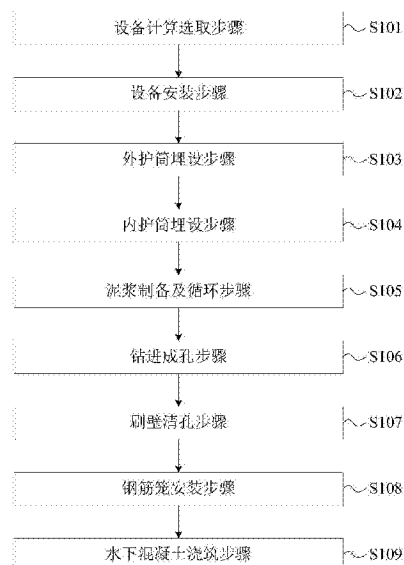 设备计算选取步骤 S101
设备安装步骤 S102
外护筒埋设步骤 S103
内护筒埋设步骤 S104
泥浆制备及循环步骤 S105
钻进成孔步骤 S106
刷壁清孔步骤 S107
钢筋笼安装步骤 S108
水下混凝土浇筑步骤 S109